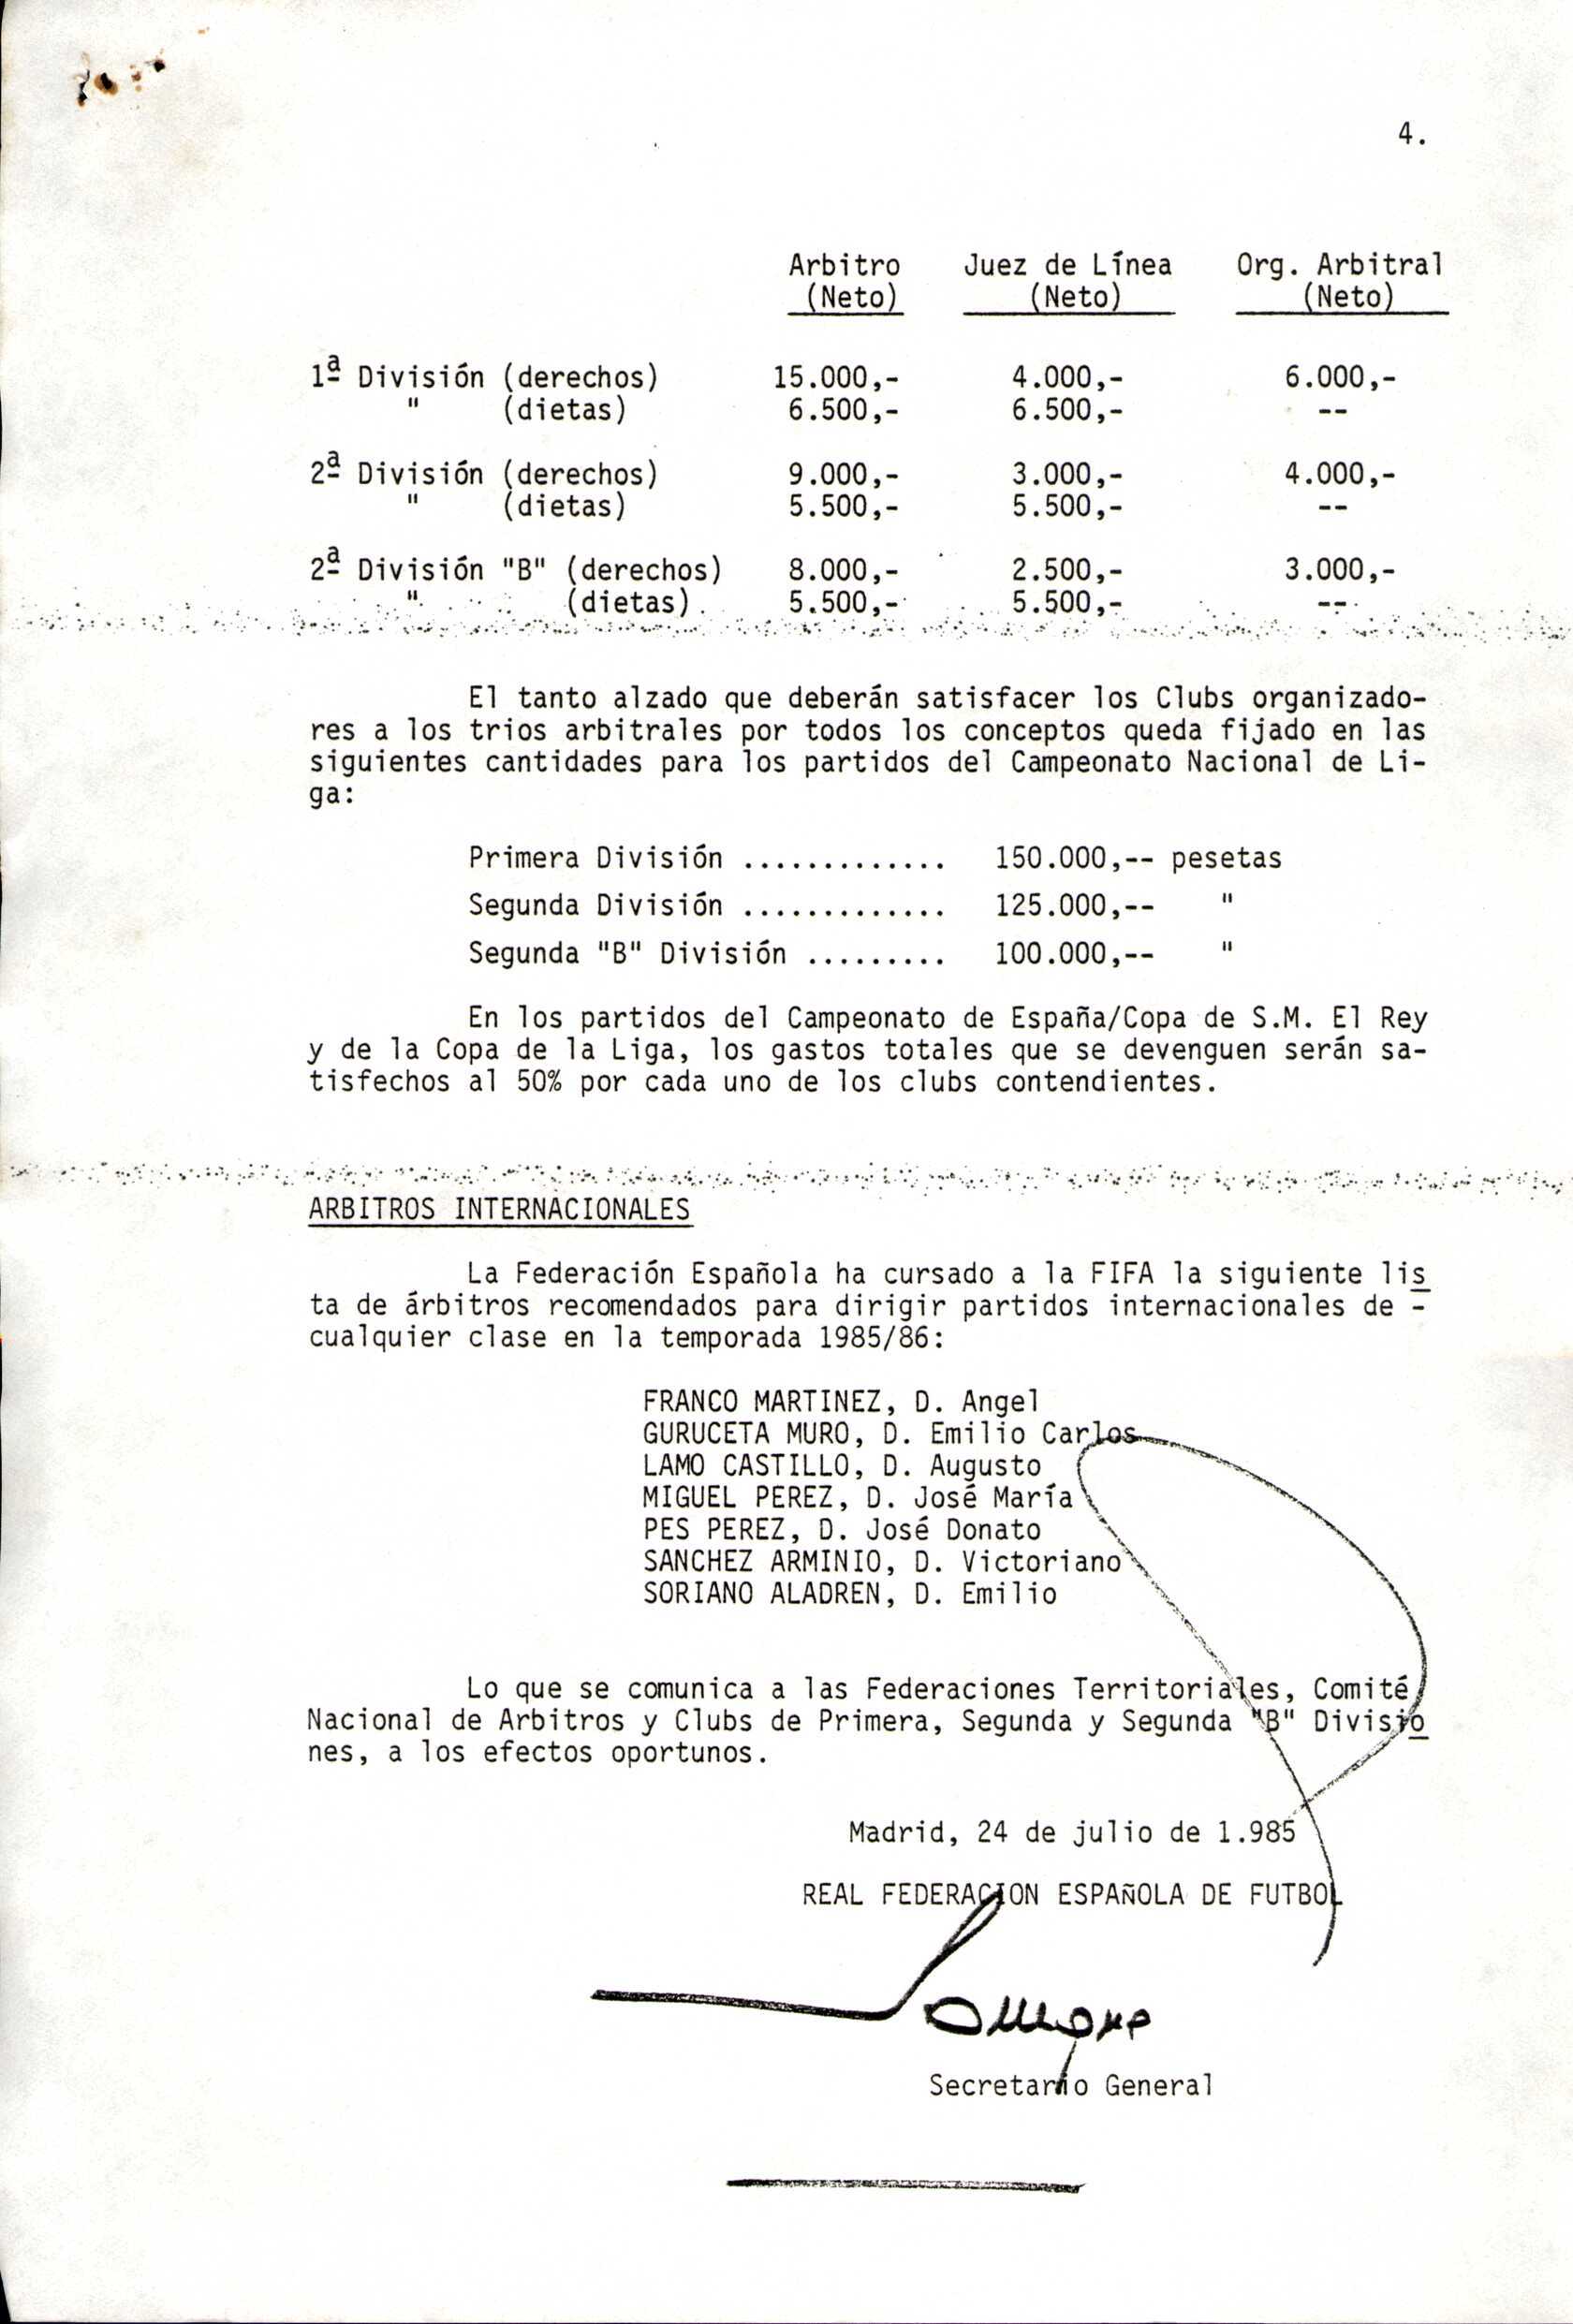 4.
Arbitro Juez de Línea Org. Arbitral
(Neto) (Neto) (Neto)
1ª División (derechos) 15.000,- 4.000,- 6.000,-
" (dietas) 6.500,- 6.500,- --
2ª División (derechos) 9.000,- 3.000,- 4.000,-
" (dietas) 5.500,- 5.500,- --
2ª División "B" (derechos) 8.000,- 2.500,- 3.000,-
" (dietas) 5.500,- 5.500,- --
El tanto alzado que deberán satisfacer los Clubs organizado-
res a los trios arbitrales por todos los conceptos queda fijado en las
siguientes cantidades para los partidos del Campeonato Nacional de Li-
ga:
Primera División ............. 150.000,-- pesetas
Segunda División ............. 125.000,-- "
Segunda "B" División ......... 100.000,-- "
En los partidos del Campeonato de España/Copa de S.M. El Rey
y de la Copa de la Liga, los gastos totales que se devenguen serán sa-
tisfechos al 50% por cada uno de los clubs contendientes.
ARBITROS INTERNACIONALES
La Federación Española ha cursado a la FIFA la siguiente lis
ta de árbitros recomendados para dirigir partidos internacionales de -
cualquier clase en la temporada 1985/86:
FRANCO MARTINEZ, D. Angel
GURUCETA MURO, D. Emilio Carlos
LAMO CASTILLO, D. Augusto
MIGUEL PEREZ, D. José María
PES PEREZ, D. José Donato
SANCHEZ ARMINIO, D. Victoriano
SORIANO ALADREN, D. Emilio
Lo que se comunica a las Federaciones Territoriales, Comité
Nacional de Arbitros y Clubs de Primera, Segunda y Segunda "B" Divisio
nes, a los efectos oportunos.
Madrid, 24 de julio de 1.985
REAL FEDERACION ESPAÑOLA DE FUTBOL
Secretario General